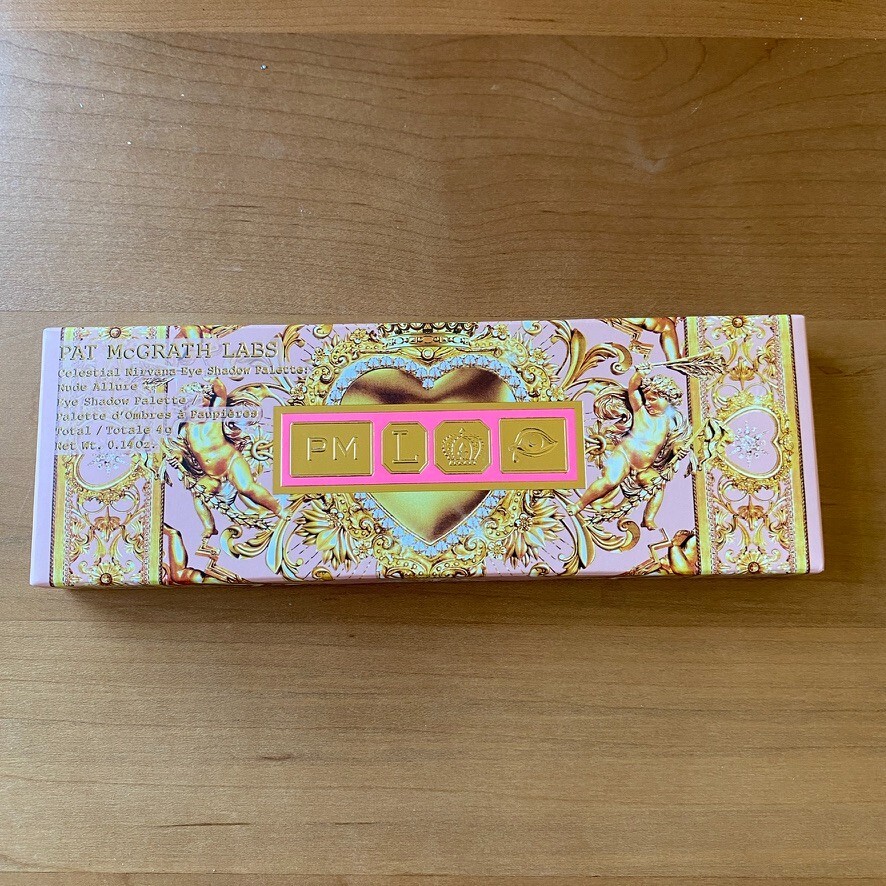 PAT McGRATH LABS
Celestial Nirvana Eye Shadow Palette:
Nude Allure
Eye Shadow Palette /
Palette d'Ombres à Paupières
Total / Totale 4 g
Net Wt. 0.14 Oz.
PM L